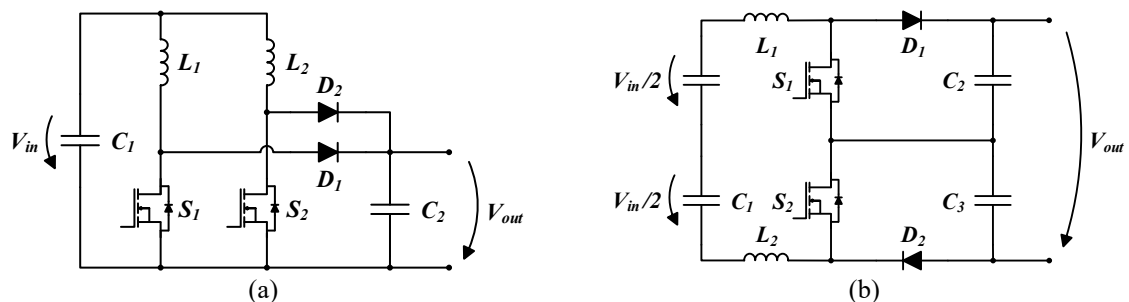 L1
L2
D2
Vin
C1
D1
S1
S2
C2
Vout
(a)
L1
D1
S1
Vin/2
C2
Vout
Vin/2
C1
S2
C3
L2
D2
(b)